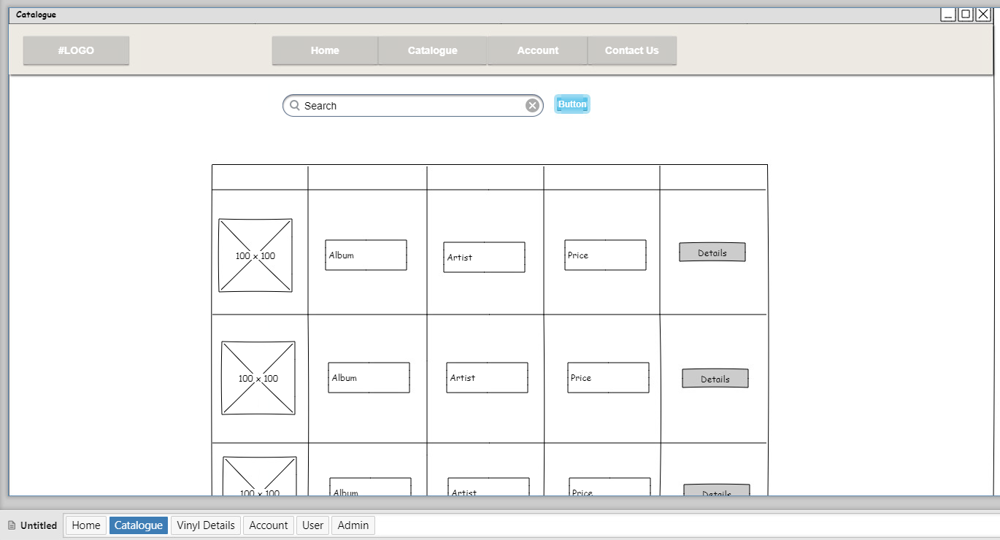 Catalogue
#LOGO Home Catalogue Account Contact Us
Search Button
100 x 100 Album Artist Price Details
100 x 100 Album Artist Price Details
100 x 100 Album Artist Price Details
Untitled Home Catalogue Vinyl Details Account User Admin